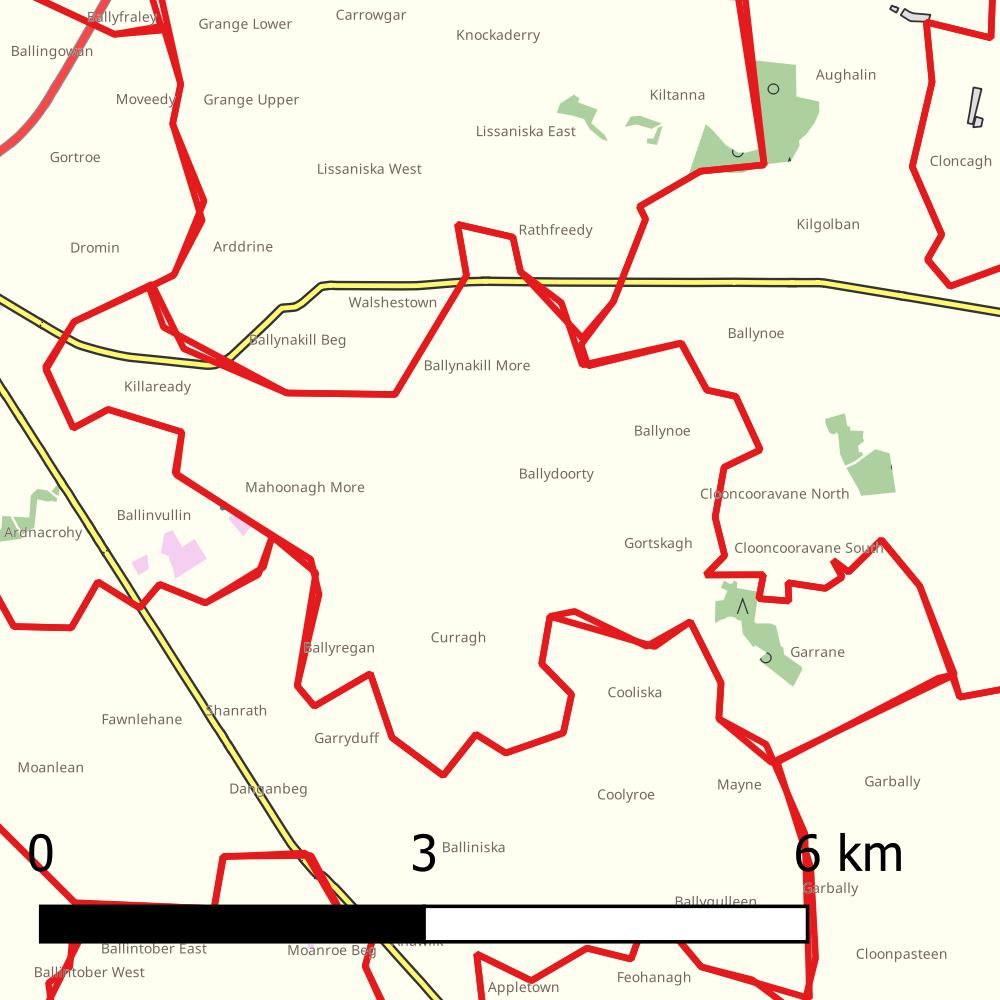 Carrowgar
Ballyfraley
Grange Lower
Knockaderry
Ballingowan
Aughalin
Kiltanna
Moveedy
Grange Upper
Lissaniska East
Gortroe
Cloncagh
Lissaniska West
Kilgolban
Rathfreedy
Dromin
Arddrine
Walshestown
Ballynoe
Ballynakill Beg
Ballynakill More
Killaready
Ballynoe
Ballydoorty
Mahoonagh More
Clooncooravane North
Ballinvullin
Ardnacrohy
Gortskagh
Clooncooravane South
Curragh
Ballyregan
Garrane
Cooliska
Shanrath
Fawnlehane
Garryduff
Moanlean
Garbally
Mayne
Danganbeg
Coolyroe
Balliniska
0
3
6 km
Garbally
Ballygulleen
Ballintober East
Moanroe Beg
Cloonpasteen
Ballintober West
Feohanagh
Appletown